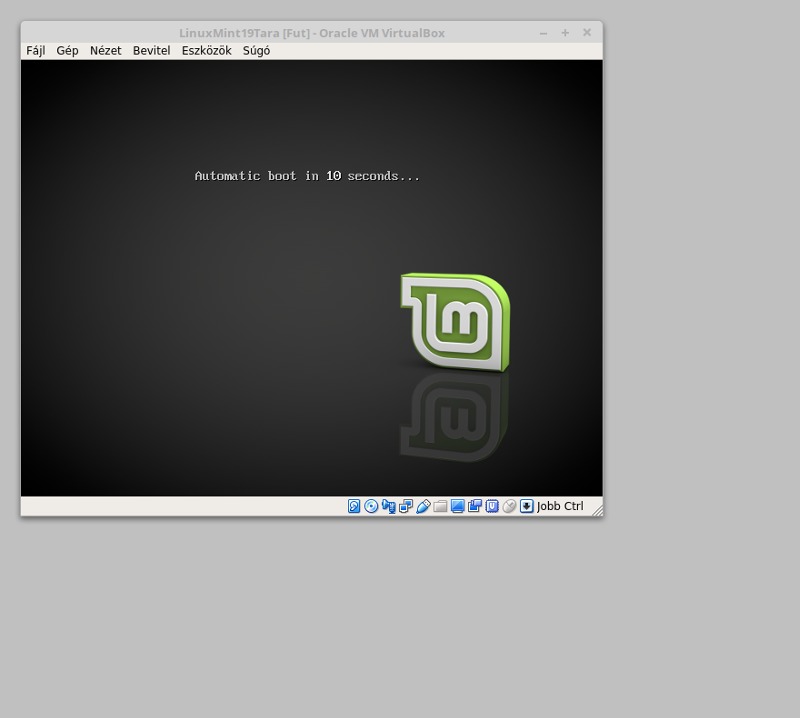 LinuxMint19Tara [Fut] - Oracle VM VirtualBox
Fájl Gép Nézet Bevitel Eszközök Súgó
Automatic boot in 10 seconds...
Jobb Ctrl